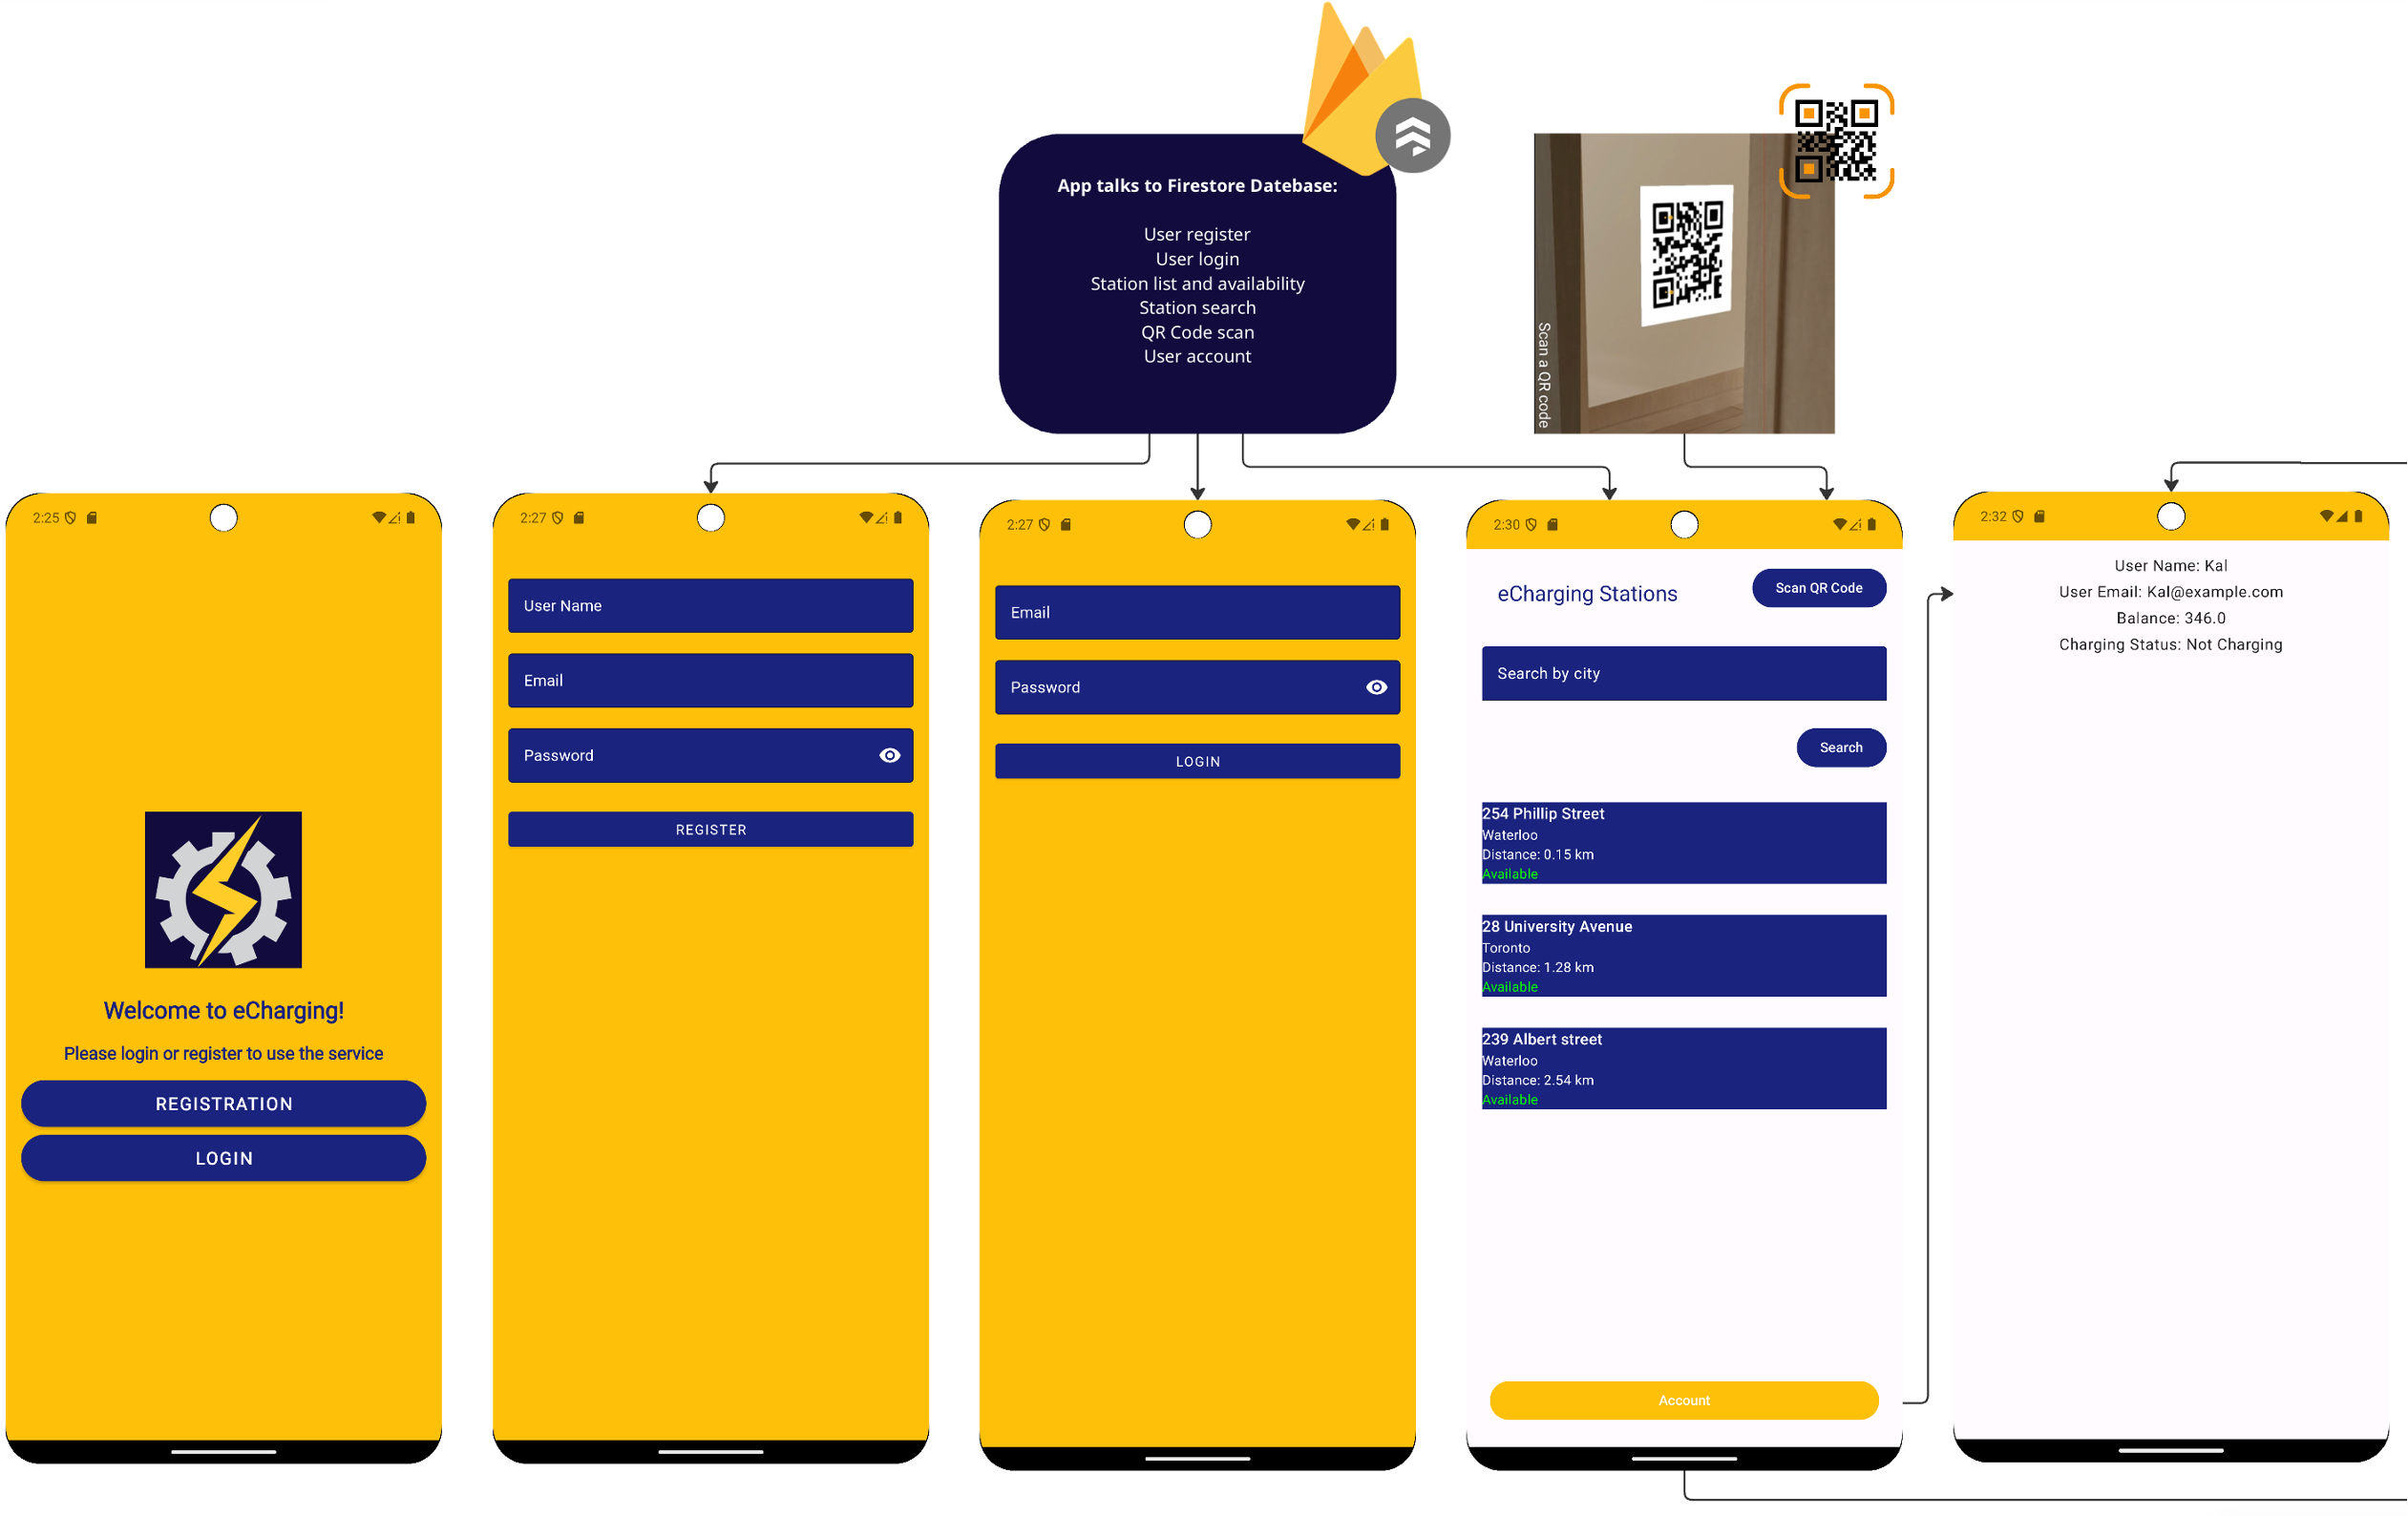 App talks to Firestore Datebase:
User register
User login
Station list and availability
Station search
QR Code scan
User account
Scan a QR code
2:25
Welcome to eCharging!
Please login or register to use the service
REGISTRATION
LOGIN
2:27
User Name
Email
Password
REGISTER
2:27
Email
Password
LOGIN
2:30
eCharging Stations
Scan QR Code
Search by city
Search
254 Phillip Street
Waterloo
Distance: 0.15 km
Available
28 University Avenue
Toronto
Distance: 1.28 km
Available
239 Albert street
Waterloo
Distance: 2.54 km
Available
Account
2:32
User Name: Kal
User Email: Kal@example.com
Balance: 346.0
Charging Status: Not Charging